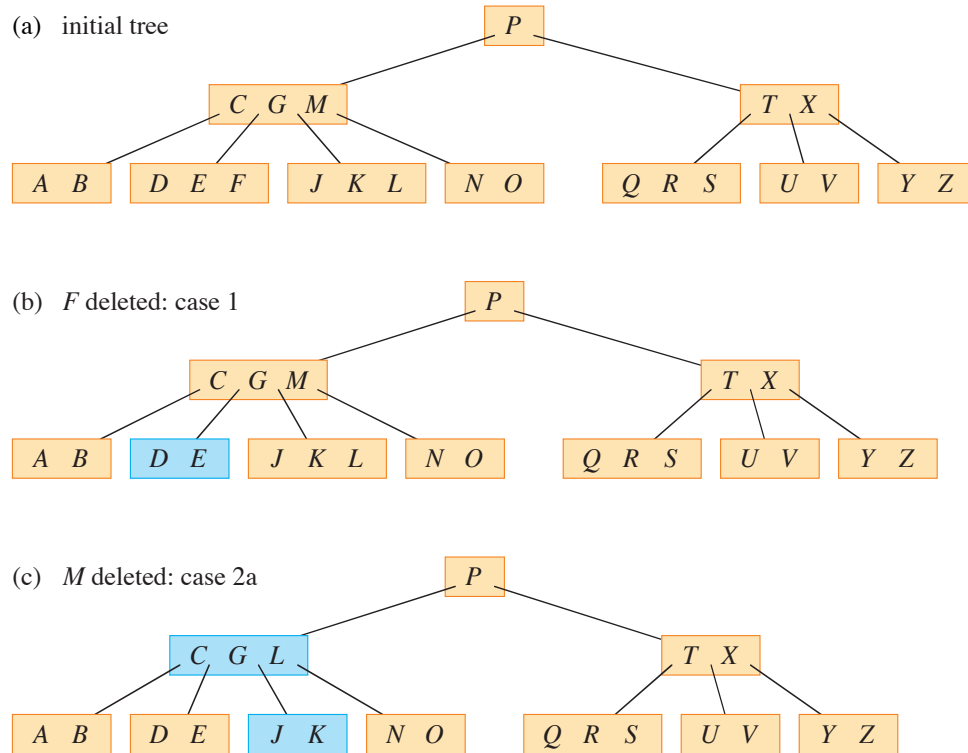 (a) initial tree
P
C G M T X
A B D E F J K L N O Q R S U V Y Z
(b) F deleted: case 1
P
C G M T X
A B D E J K L N O Q R S U V Y Z
(c) M deleted: case 2a
P
C G L T X
A B D E J K N O Q R S U V Y Z